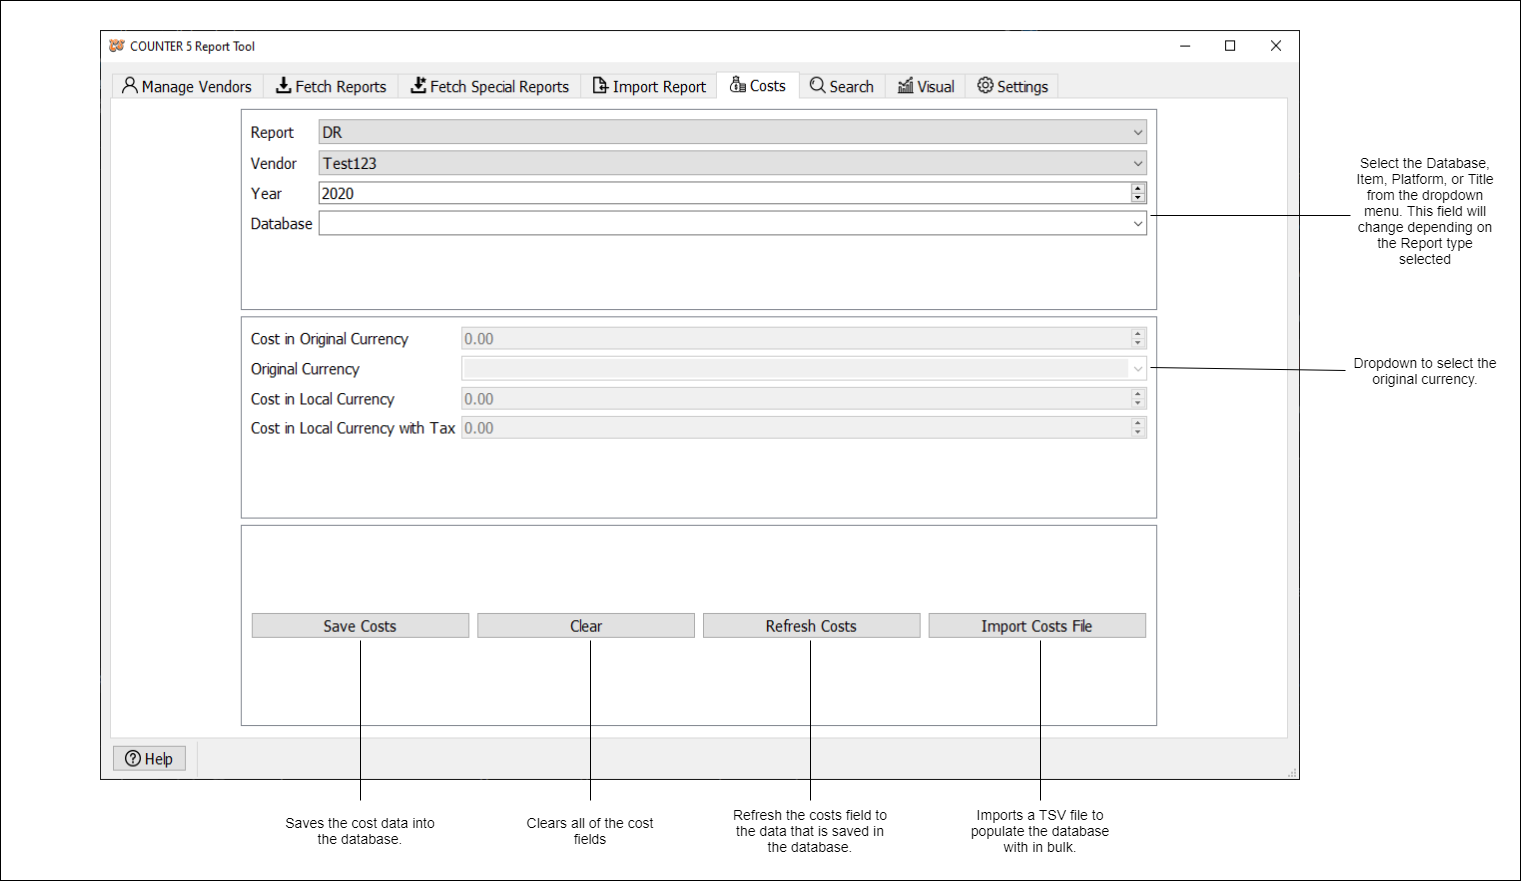 COUNTER 5 Report Tool
Manage Vendors
Fetch Reports
Fetch Special Reports
Import Report
Costs
Search
Visual
Settings
Report DR
Vendor Test123
Year 2020
Database
Select the Database,
Item, Platform, or Title
from the dropdown
menu. This field will
change depending on
the Report type
selected
Cost in Original Currency 0.00
Original Currency
Cost in Local Currency 0.00
Cost in Local Currency with Tax 0.00
Dropdown to select the
original currency.
Save Costs
Clear
Refresh Costs
Import Costs File
Help
Saves the cost data into
the database.
Clears all of the cost
fields
Refresh the costs field to
the data that is saved in
the database.
Imports a TSV file to
populate the database
with in bulk.